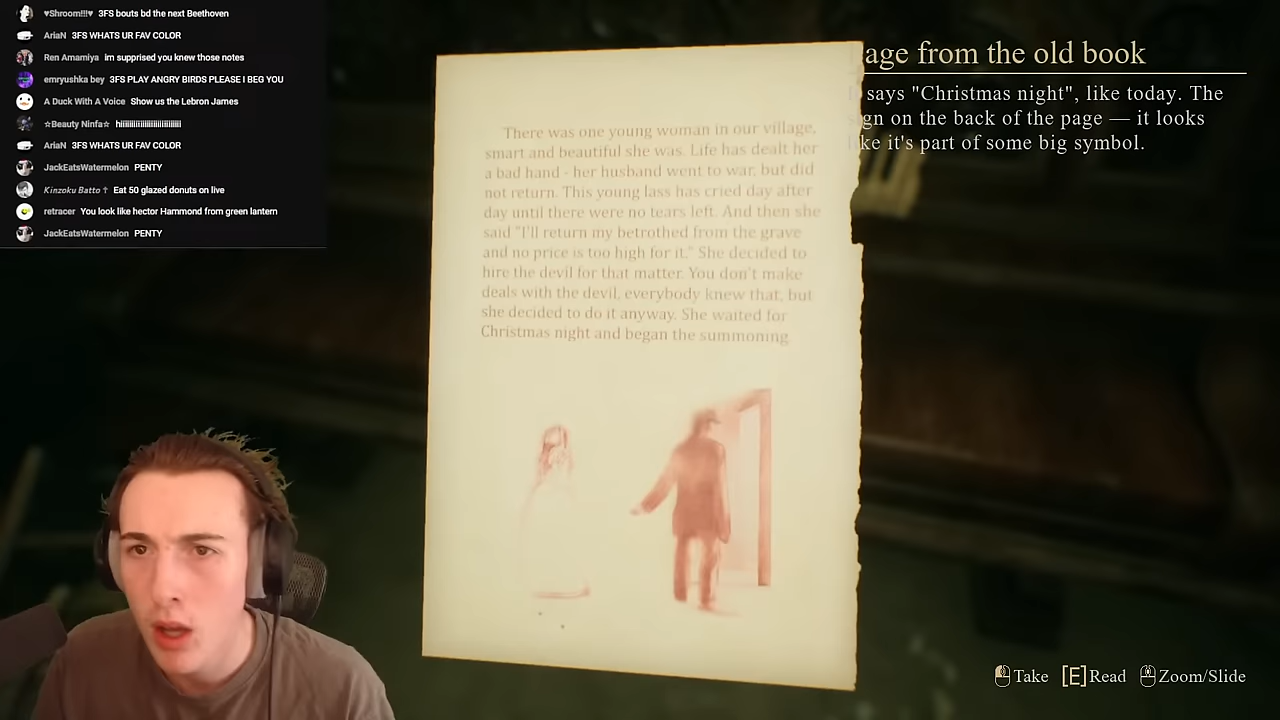 ♥Shroom!!!♥ 3FS bouts bd the next Beethoven
AriaN 3FS WHATS UR FAV COLOR
Ren Amamiya im suprised you knew those notes
emryushka bey 3FS PLAY ANGRY BIRDS PLEASE I BEG YOU
A Duck With A Voice Show us the Lebron James
☆Beauty Ninfa☆ hiiiiiiiiiiiiiiiiiiiiiiiiiii
AriaN 3FS WHATS UR FAV COLOR
JackEatsWatermelon PENTY
Kinzoku Batto † Eat 50 glazed donuts on live
retracer You look like hector Hammond from green lantern
JackEatsWatermelon PENTY
There was one young woman in our village,
smart and beautiful she was. Life has dealt her
a bad hand - her husband went to war, but did
not return. This young lass has cried day after
day until there were no tears left. And then she
said "I'll return my betrothed from the grave
and no price is too high for it." She decided to
hire the devil for that matter. You don't make
deals with the devil, everybody knew that, but
she decided to do it anyway. She waited for
Christmas night and began the summoning
age from the old book
says "Christmas night", like today. The
gn on the back of the page — it looks
ke it's part of some big symbol.
Take [E]Read Zoom/Slide